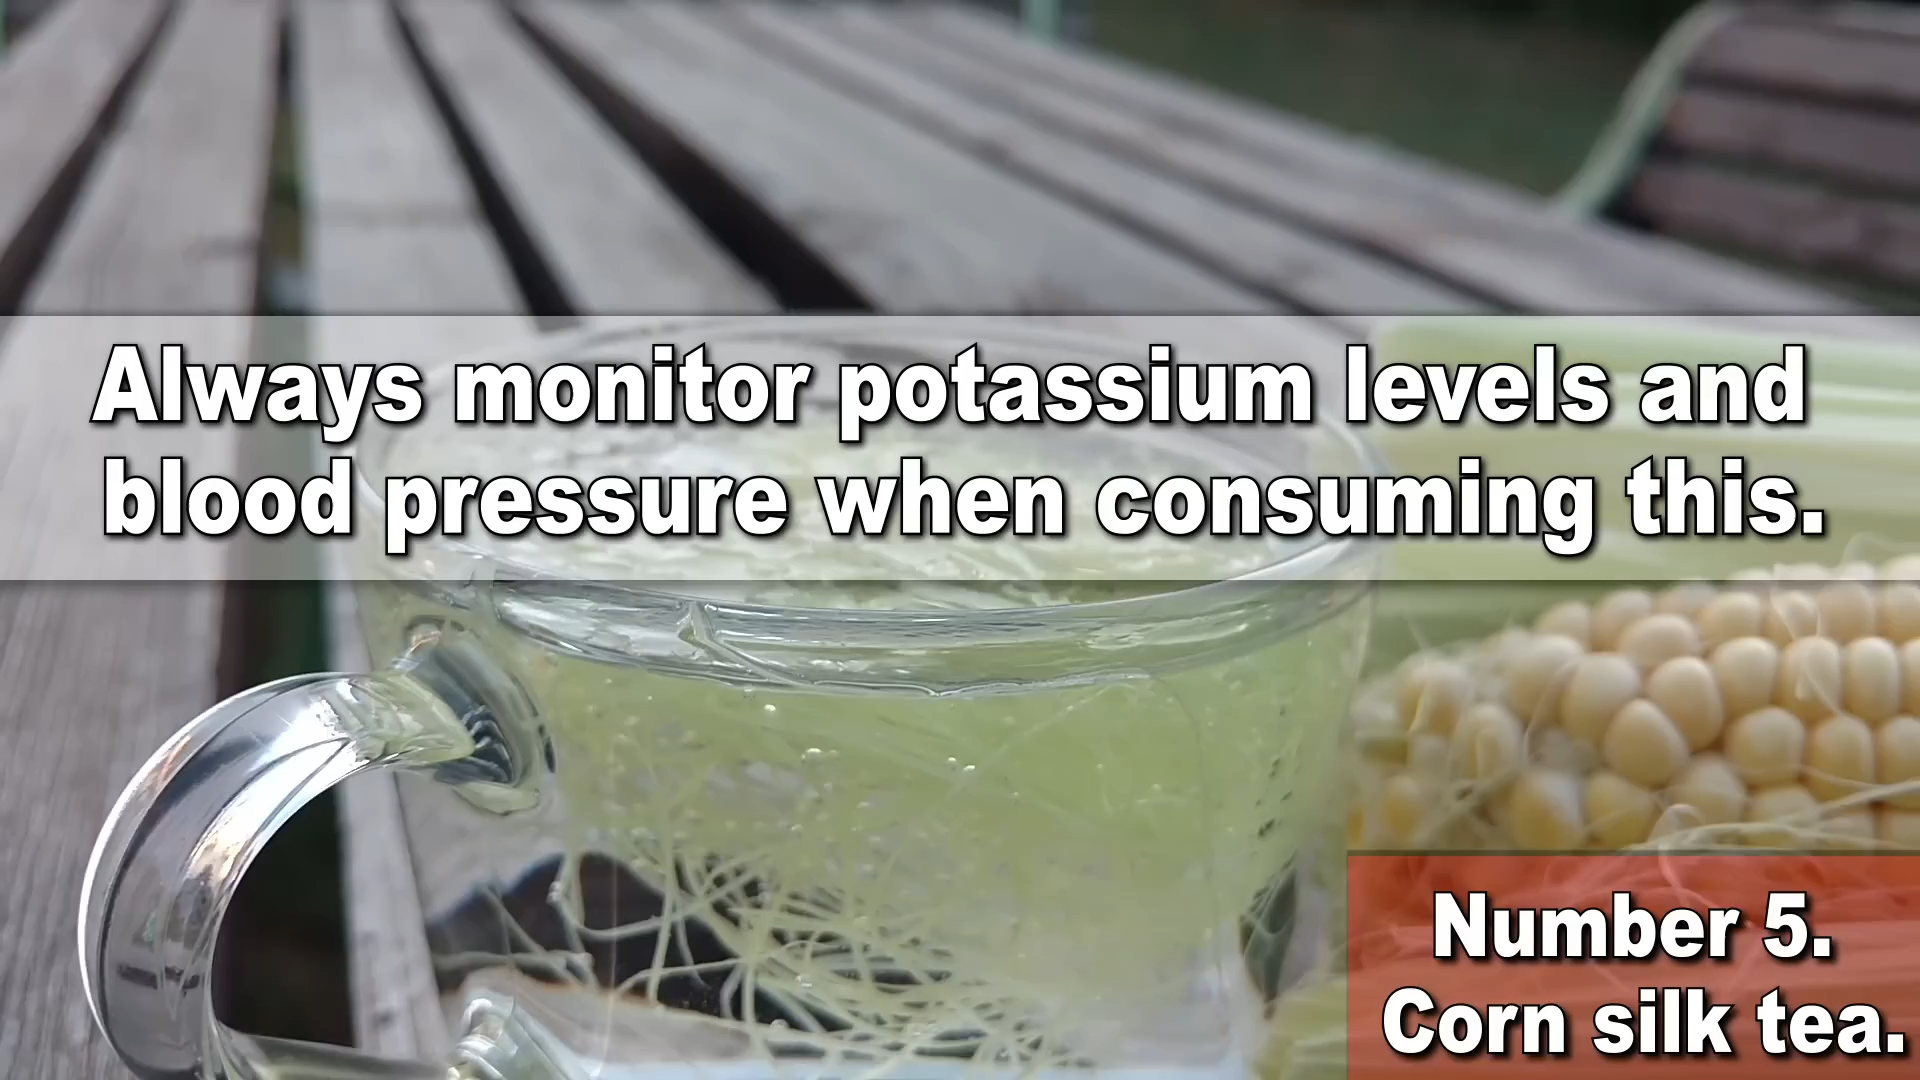 Always monitor potassium levels and
blood pressure when consuming this.
Number 5.
Corn silk tea.